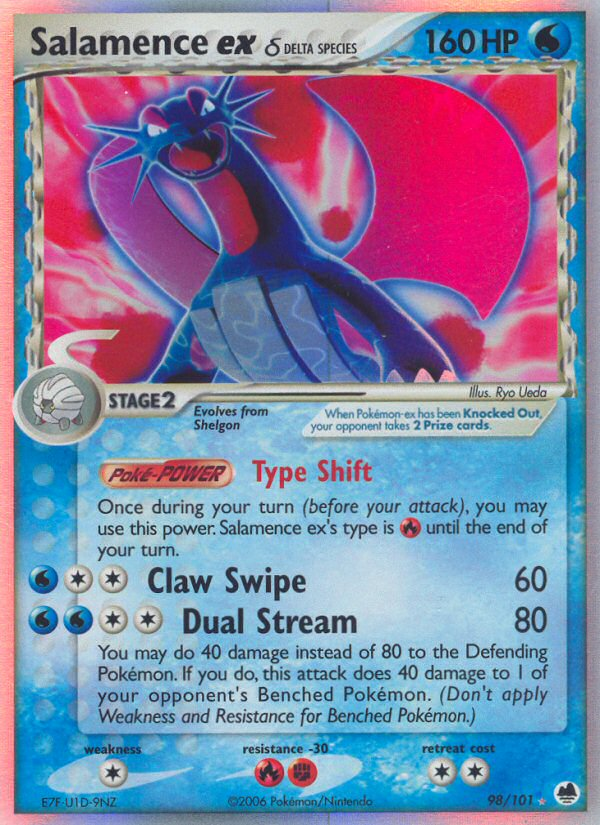 Salamence ex δ DELTA SPECIES 160 HP
Illus. Ryo Ueda
STAGE 2
Evolves from
Shelgon
When Pokémon-ex has been Knocked Out,
your opponent takes 2 Prize cards.
Poké-POWER Type Shift
Once during your turn (before your attack), you may
use this power. Salamence ex's type is until the end of
your turn.
Claw Swipe 60
Dual Stream 80
You may do 40 damage instead of 80 to the Defending
Pokémon. If you do, this attack does 40 damage to 1 of
your opponent's Benched Pokémon. (Don't apply
Weakness and Resistance for Benched Pokémon.)
weakness resistance -30 retreat cost
E7F-U1D-9NZ ©2006 Pokémon/Nintendo 98/101